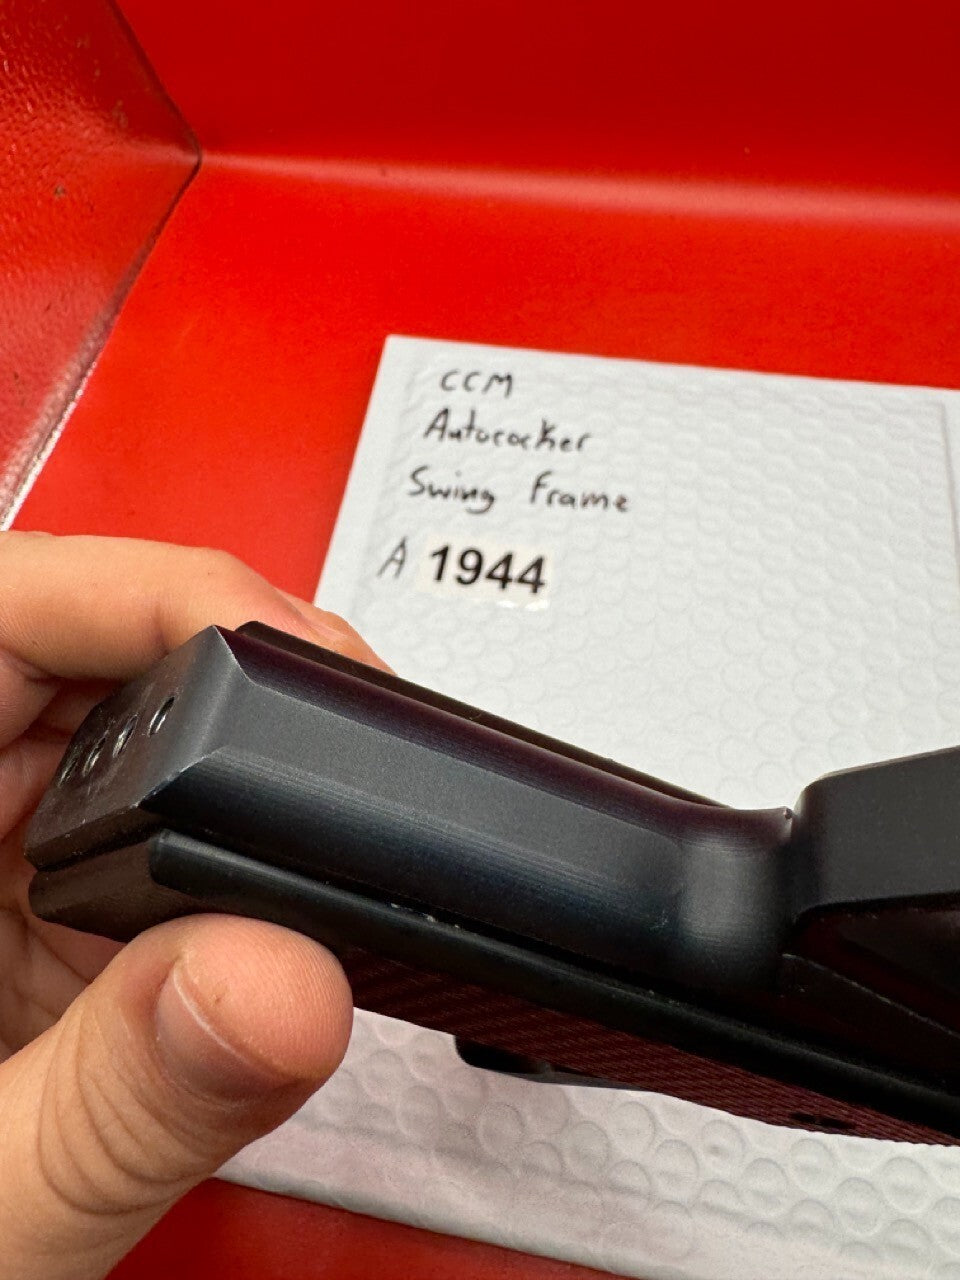 CCM
Autococker
Swing Frame
A 1944